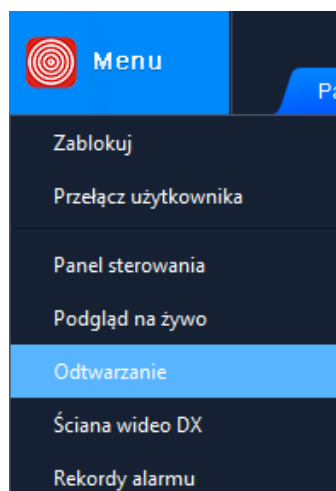 Menu
Zablokuj
Przełącz użytkownika
Panel sterowania
Podgląd na żywo
Odtwarzanie
Ściana wideo DX
Rekordy alarmu